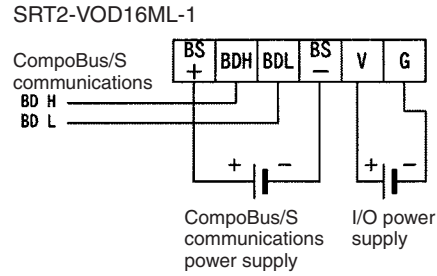 SRT2-VOD16ML-1
CompoBus/S
communications
BD H
BD L
BS + BDH BDL BS - V G
+ - + -
CompoBus/S
communications
power supply
I/O power
supply